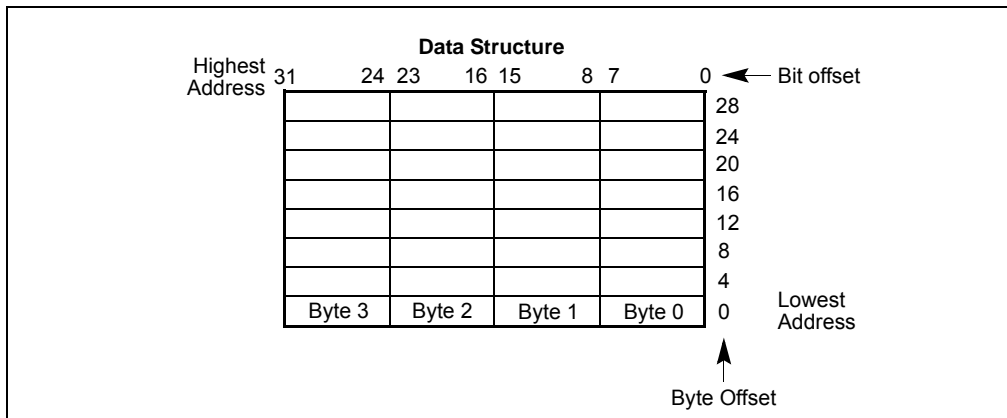 Data Structure
Highest Address
31 24 23 16 15 8 7 0
Bit offset
28
24
20
16
12
8
4
Byte 3 Byte 2 Byte 1 Byte 0 0
Lowest Address
Byte Offset